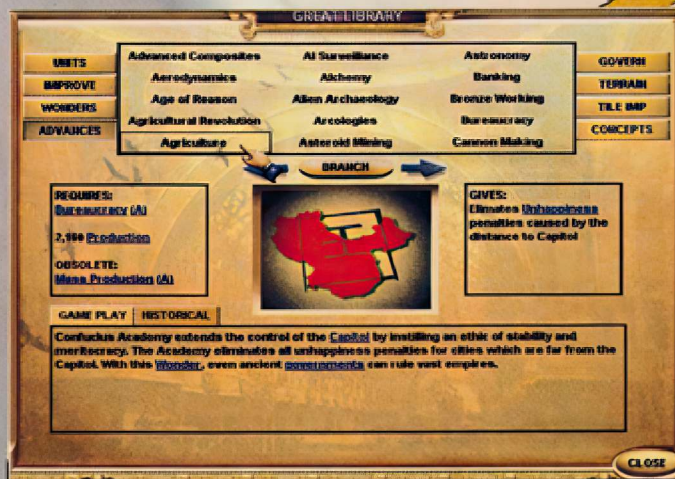 GREAT LIBRARY
UNITS
IMPROVE
WONDERS
ADVANCES
Advanced Composites
AI Surveillance
Astronomy
Aerodynamics
Alchemy
Banking
Age of Reason
Alien Archaeology
Bronze Working
Agricultural Revolution
Arcologies
Bureaucracy
Agriculture
Asteroid Mining
Cannon Making
GOVERN
TERRAIN
TILE IMP
CONCEPTS
BRANCH
REQUIRES:
Bureaucracy (A)
Production
OBSOLETE:
Mass Production (A)
GIVES:
Elimates Unhappiness
penalties caused by the
distance to Capitol
GAME PLAY
HISTORICAL
Confucius Academy extends the control of the Capitol by instilling an ethic of stability and
meritocracy. The Academy eliminates all unhappiness penalties for cities which are far from the
Capitol. With this Wonder, even ancient governments can rule vast empires.
CLOSE